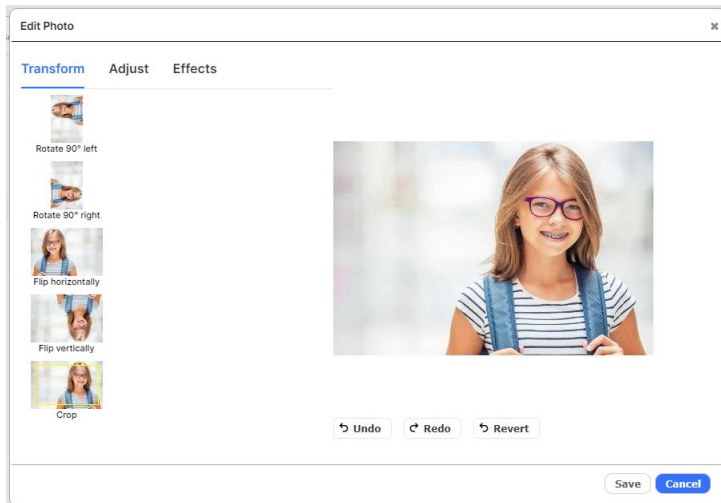 Edit Photo
Transform Adjust Effects
Rotate 90° left
Rotate 90° right
Flip horizontally
Flip vertically
Crop
Undo Redo Revert
Save Cancel